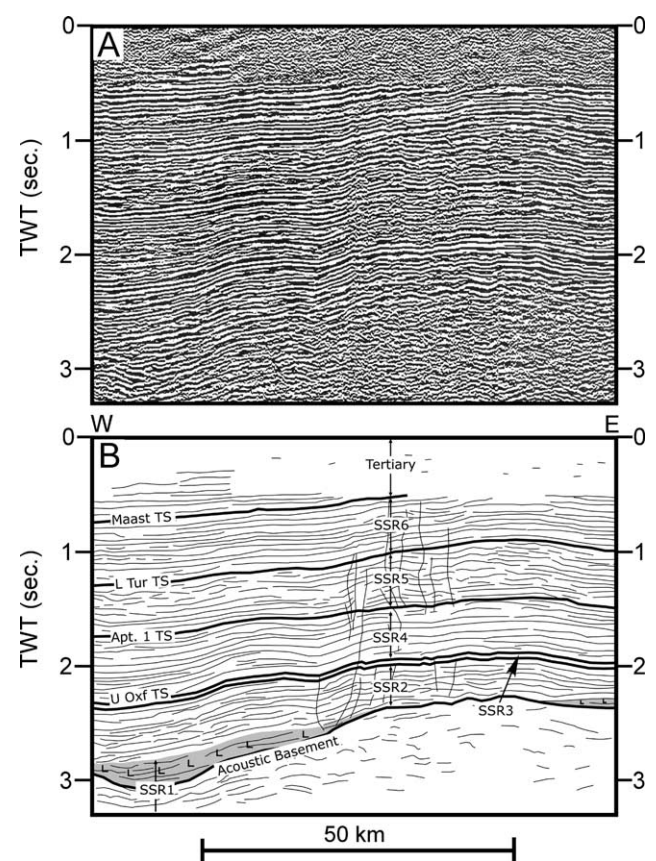 0 A 0
1 1
TWT (sec.)
2 2
3 3
W E
0 B 0
Tertiary
Maast TS
SSR6
1 1
L Tur TS
SSR5
TWT (sec.)
Apt. 1 TS
SSR4
2 2
U Oxf TS
SSR2
SSR3
L L L L L L L L
Acoustic Basement
SSR1
3 3
50 km